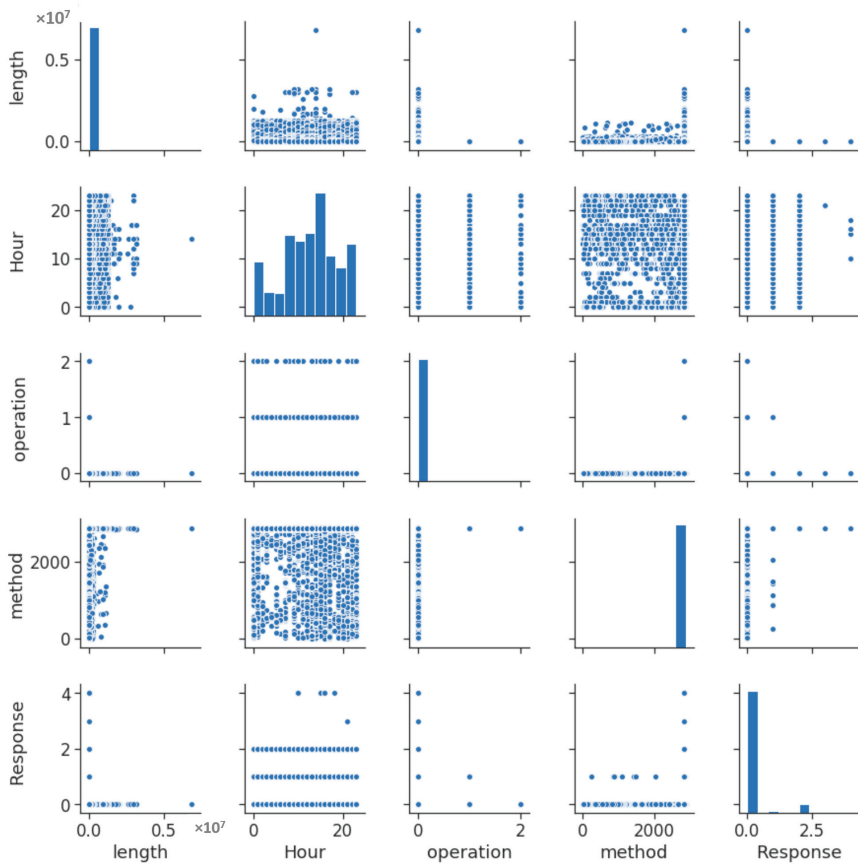 ×10⁷
length
0.5
0.0
Hour
20
10
0
operation
2
1
0
method
2000
0
Response
4
2
0
0.0 0.5 ×10⁷ 0 20 0 2 0 2000 0.0 2.5
length Hour operation method Response